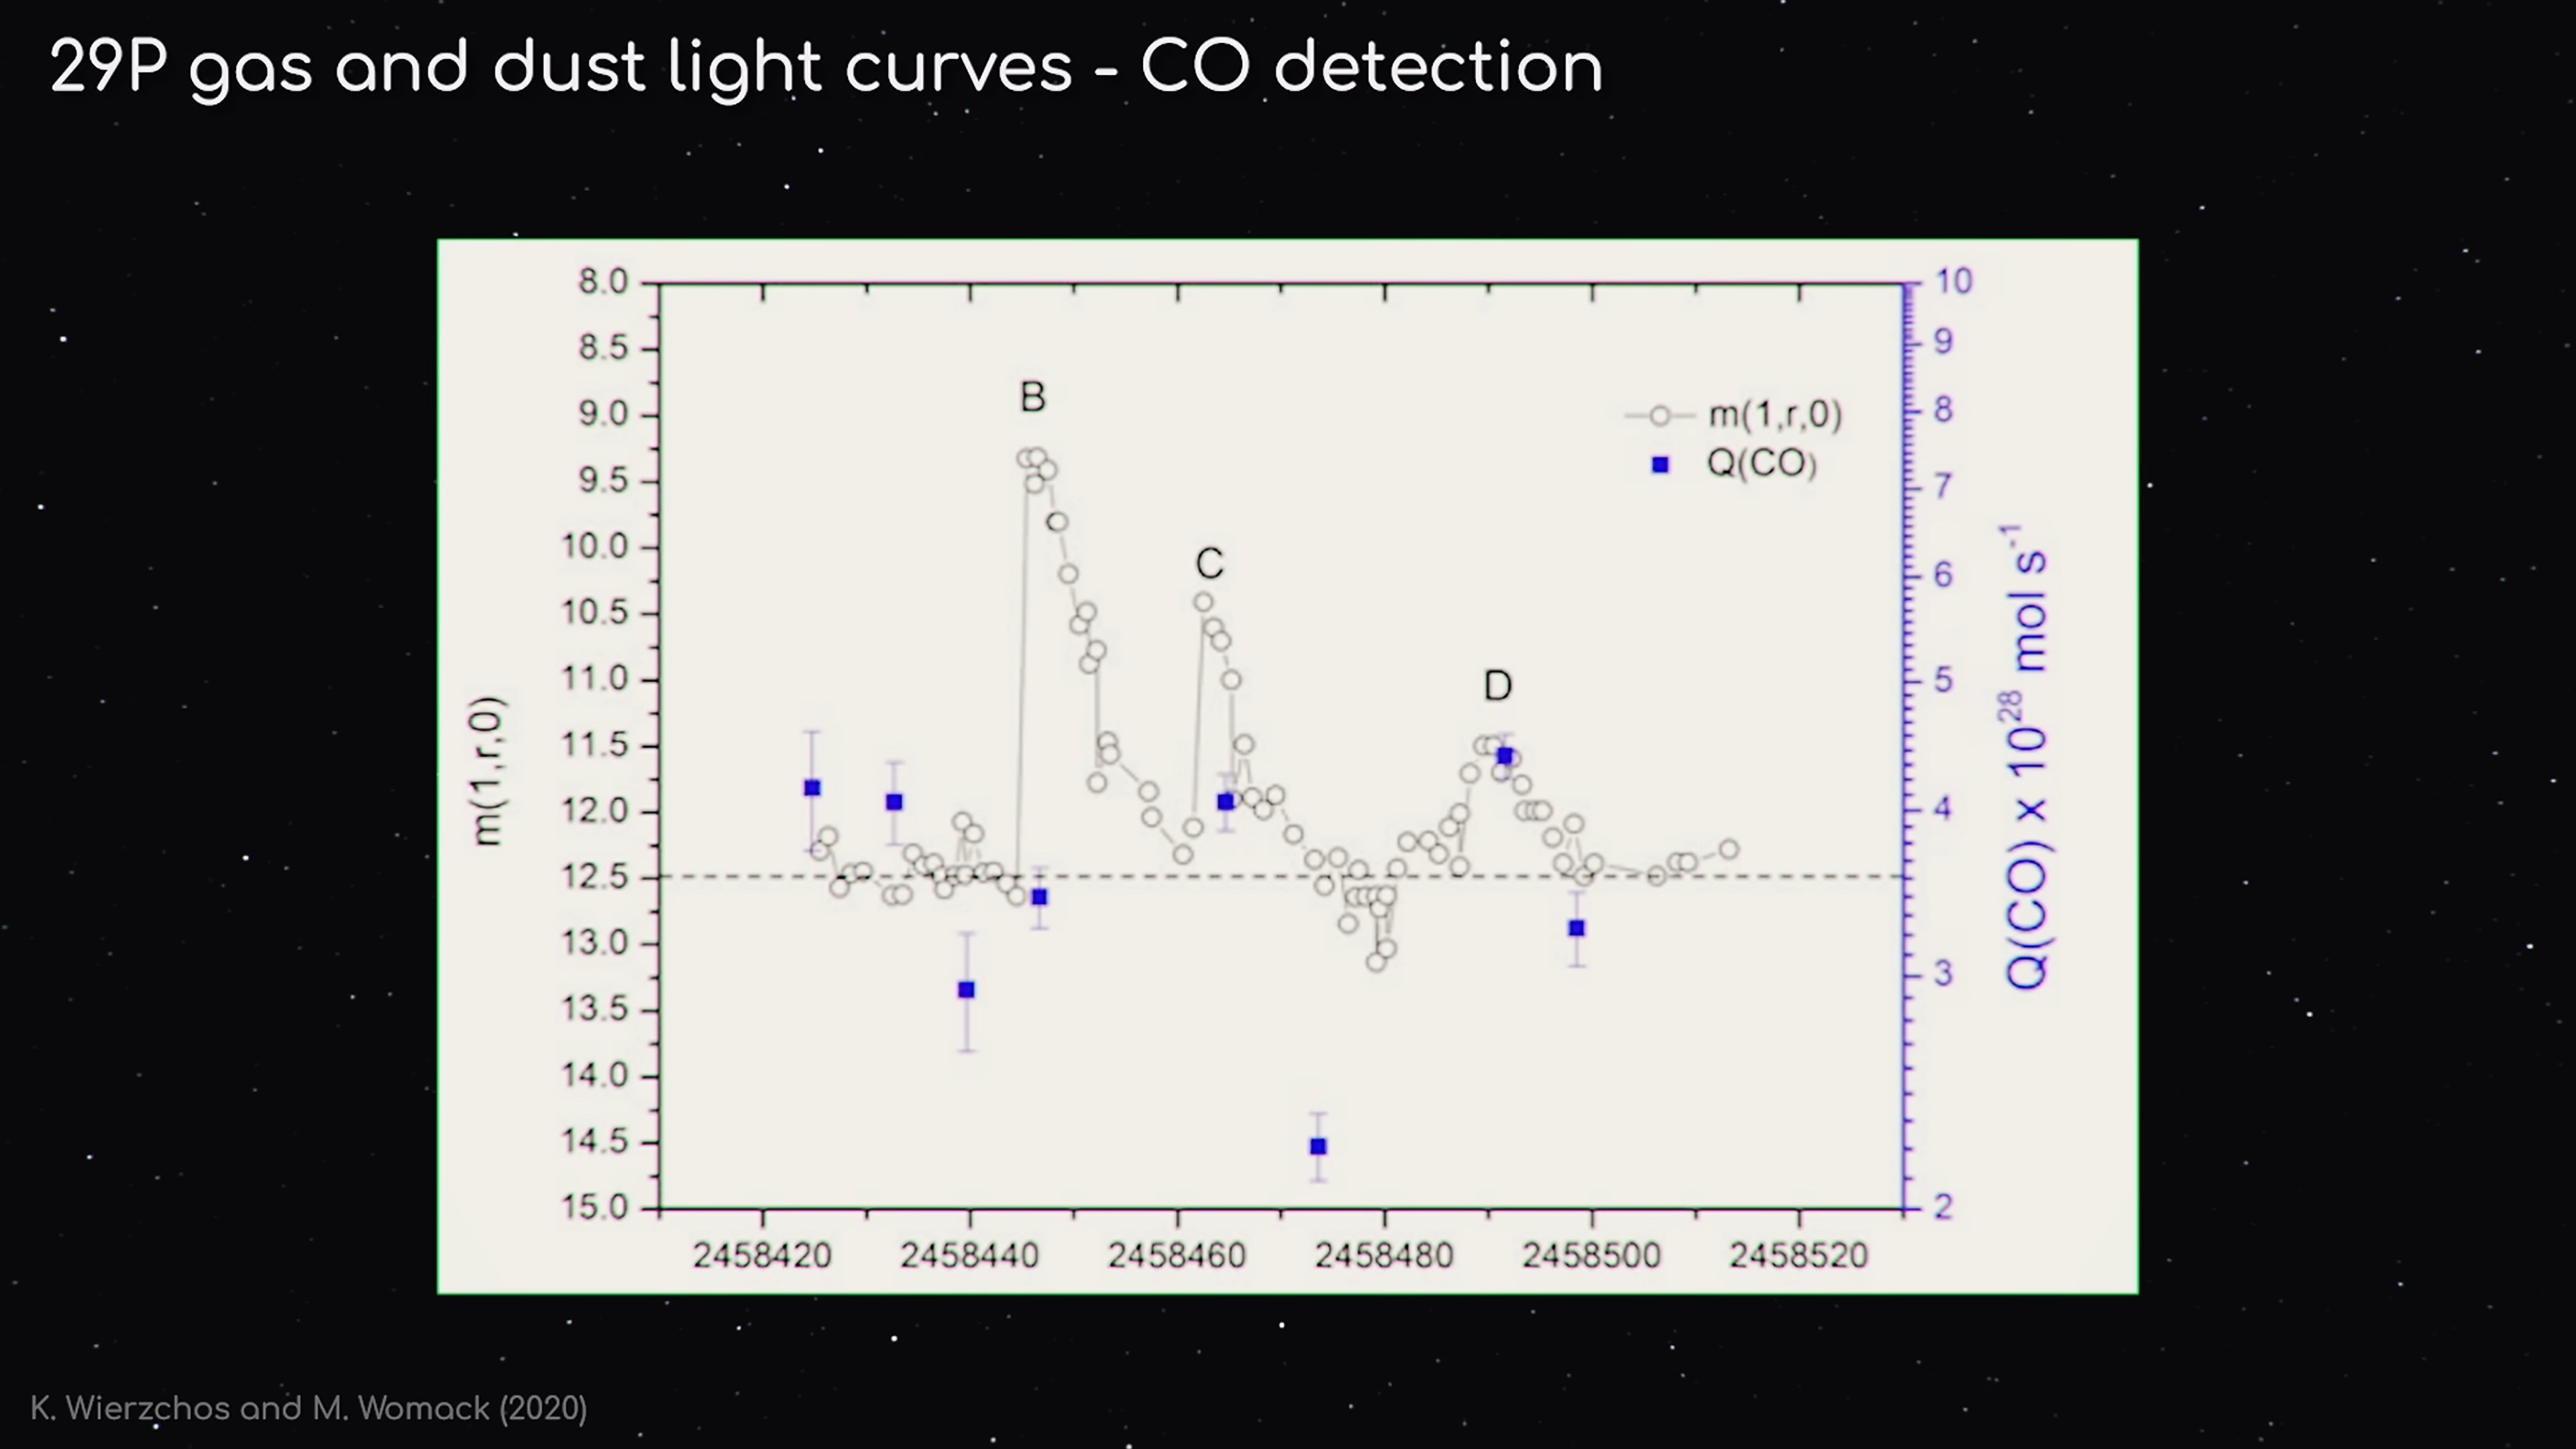 29P gas and dust light curves - CO detection
8.0
8.5
9.0
9.5
10.0
10.5
11.0
11.5
12.0
12.5
13.0
13.5
14.0
14.5
15.0
m(1,r,0)
B
C
D
m(1,r,0)
Q(CO)
10
9
8
7
6
5
4
3
2
Q(CO) x 10²⁸ mol s⁻¹
2458420 2458440 2458460 2458480 2458500 2458520
K. Wierzchos and M. Womack (2020)